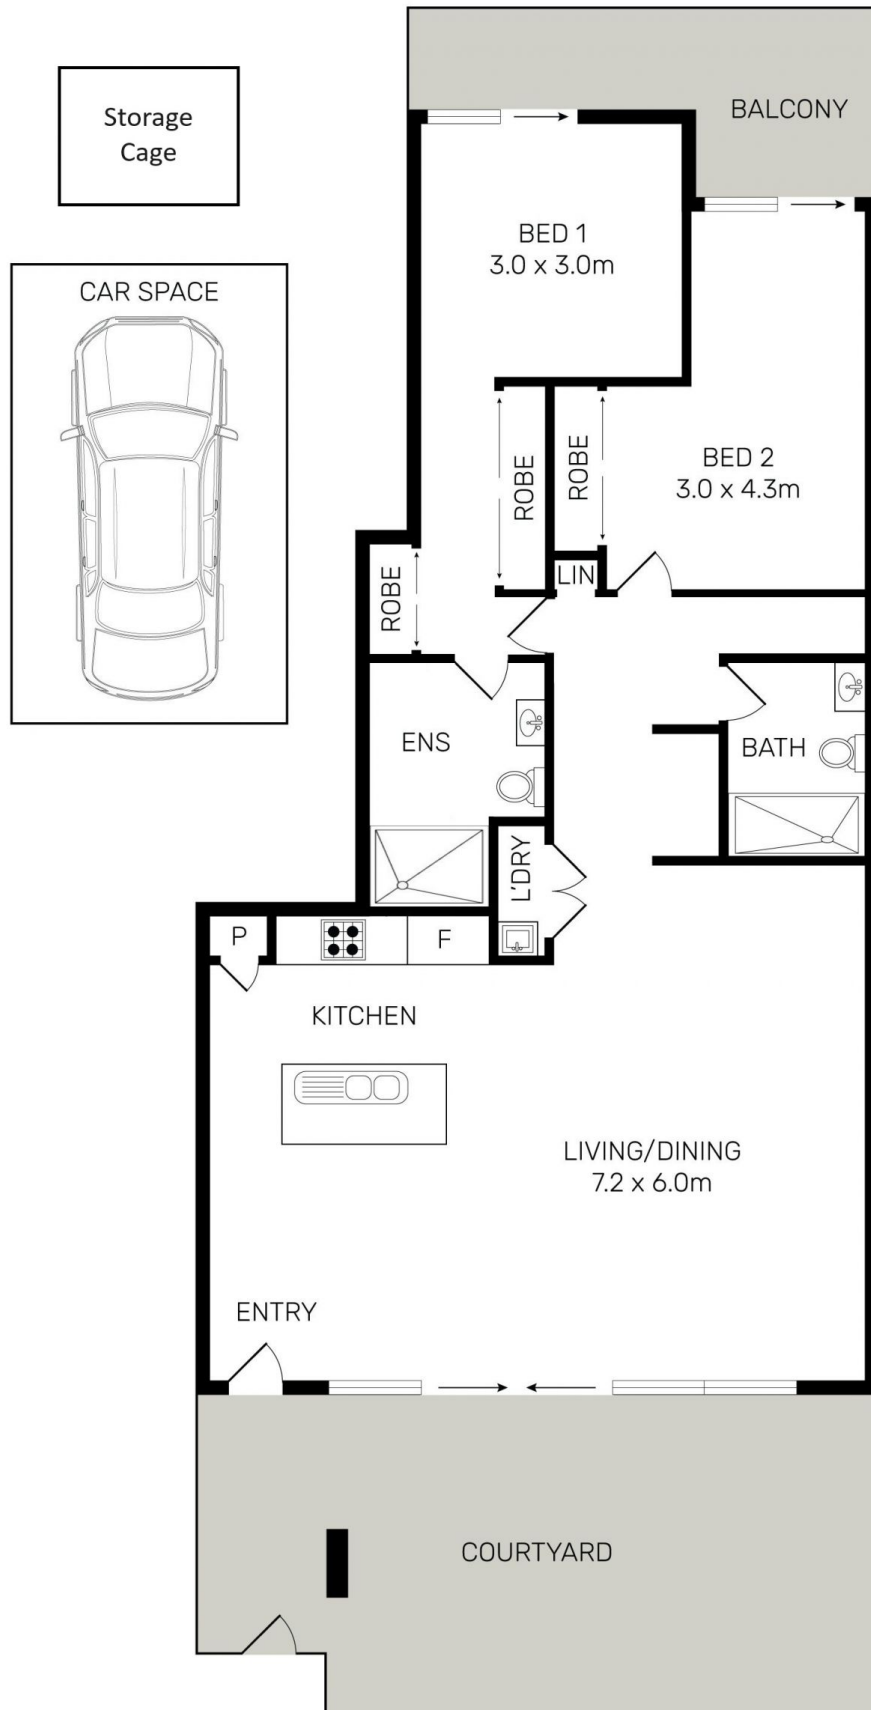 Storage
Cage
BALCONY
CAR SPACE
BED 1
3.0 x 3.0m
BED 2
3.0 x 4.3m
ROBE
ROBE
ROBE
LIN
ENS
BATH
L'DRY
P
F
KITCHEN
LIVING/DINING
7.2 x 6.0m
ENTRY
COURTYARD